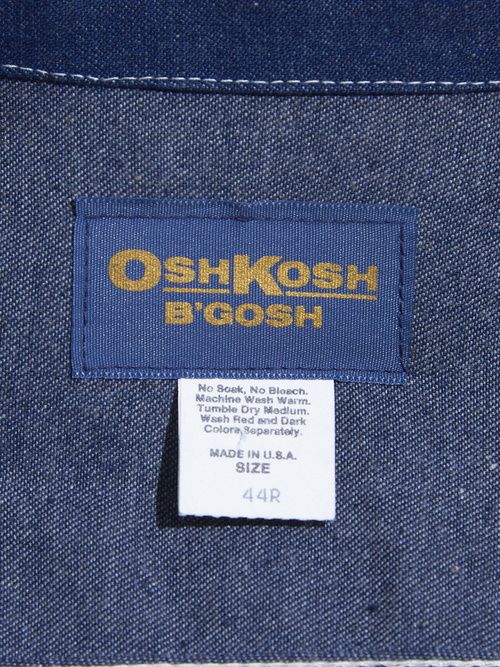 OSHKOSH
B'GOSH
No Soak, No Bleach.
Machine Wash Warm.
Tumble Dry Medium.
Wash Red and Dark
Colors Separately.
MADE IN U.S.A.
SIZE
44R